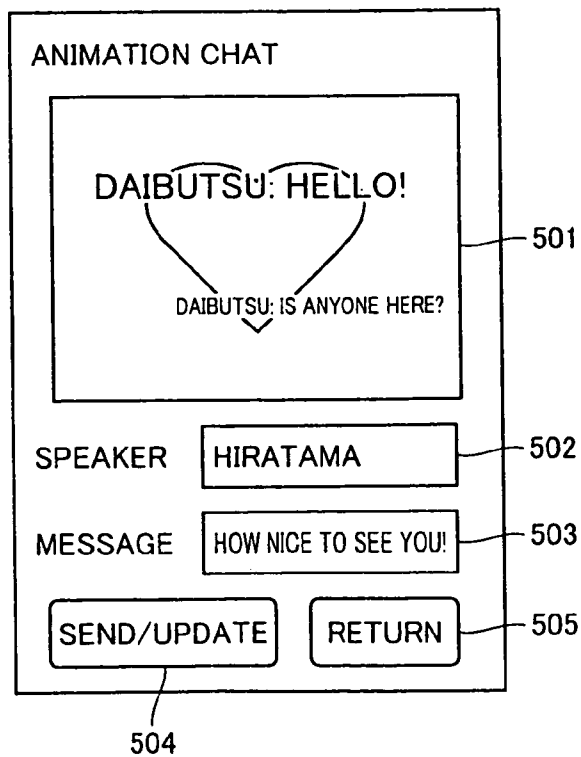 ANIMATION CHAT
DAIBUTSU: HELLO!
501
DAIBUTSU: IS ANYONE HERE?
SPEAKER HIRATAMA 502
MESSAGE HOW NICE TO SEE YOU! 503
SEND/UPDATE RETURN 505
504